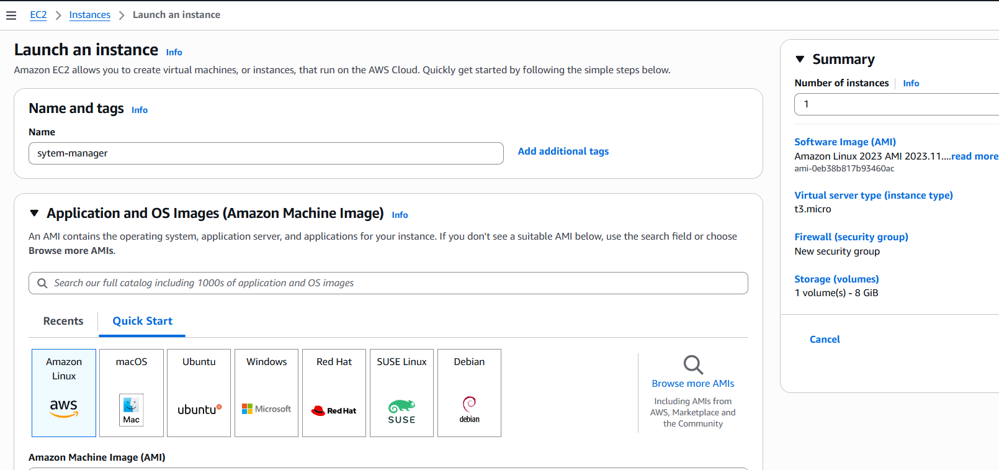 EC2 > Instances > Launch an instance
Launch an instance Info
Amazon EC2 allows you to create virtual machines, or instances, that run on the AWS Cloud. Quickly get started by following the simple steps below.
Name and tags Info
Name
sytem-manager
Add additional tags
Application and OS Images (Amazon Machine Image) Info
An AMI contains the operating system, application server, and applications for your instance. If you don't see a suitable AMI below, use the search field or choose
Browse more AMIs.
Search our full catalog including 1000s of application and OS images
Recents
Quick Start
Amazon
Linux
aws
macOS
Mac
Ubuntu
ubuntu
Windows
Microsoft
Red Hat
Red Hat
SUSE Linux
SUSE
Debian
debian
Browse more AMIs
Including AMIs from
AWS, Marketplace and
the Community
Amazon Machine Image (AMI)
Summary
Number of instances Info
1
Software Image (AMI)
Amazon Linux 2023 AMI 2023.11....read more
ami-0eb38b817b93460ac
Virtual server type (instance type)
t3.micro
Firewall (security group)
New security group
Storage (volumes)
1 volume(s) - 8 GiB
Cancel